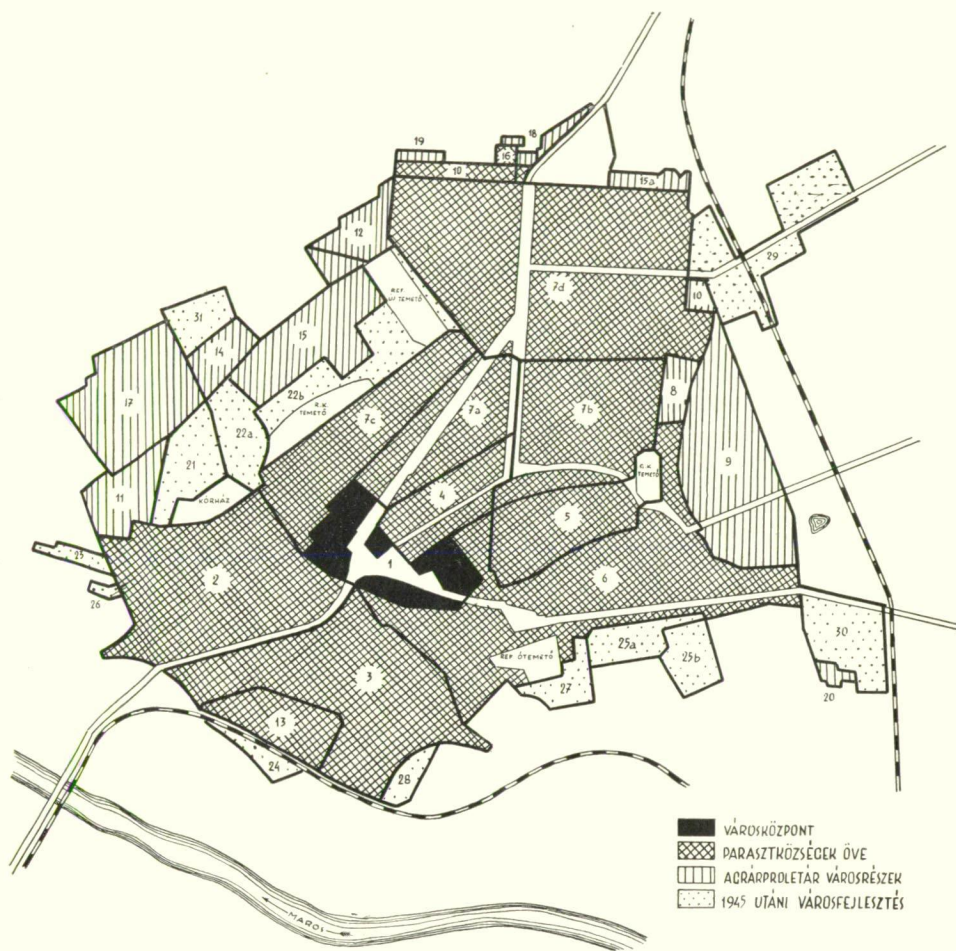 19
18
16
10
15a
12
REF.
ÚJ TEMETŐ
29
7d
10
31
14
15
17
22b
R.K.
TEMETŐ
7c
7a
7b
8
22a
21
9
G.K.
TEMETŐ
4
11
KÓRHÁZ
5
1
23
2
6
26
30
REF. ÓTEMETŐ
25a
25b
3
27
20
13
24
28
VÁROSKÖZPONT
PARASZTKÖZSÉGEK ÖVE
AGRÁRPROLETÁR VÁROSRÉSZEK
1945 UTÁNI VÁROSFEJLESZTÉS
MAROS